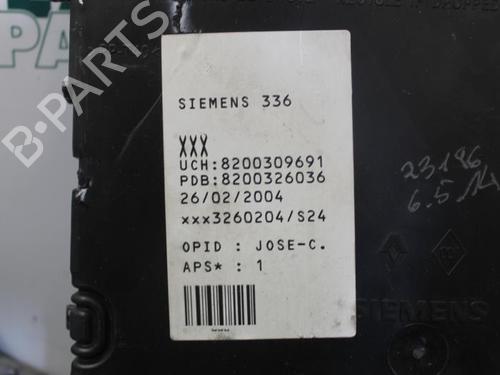 PARTS
SIEMENS 336
XXX
UCH:8200309691
PDB:8200326036
26/02/2004
xxx3260204/S24
OPID : JOSE-C.
APS* : 1
23186
6.5
SIEMENS